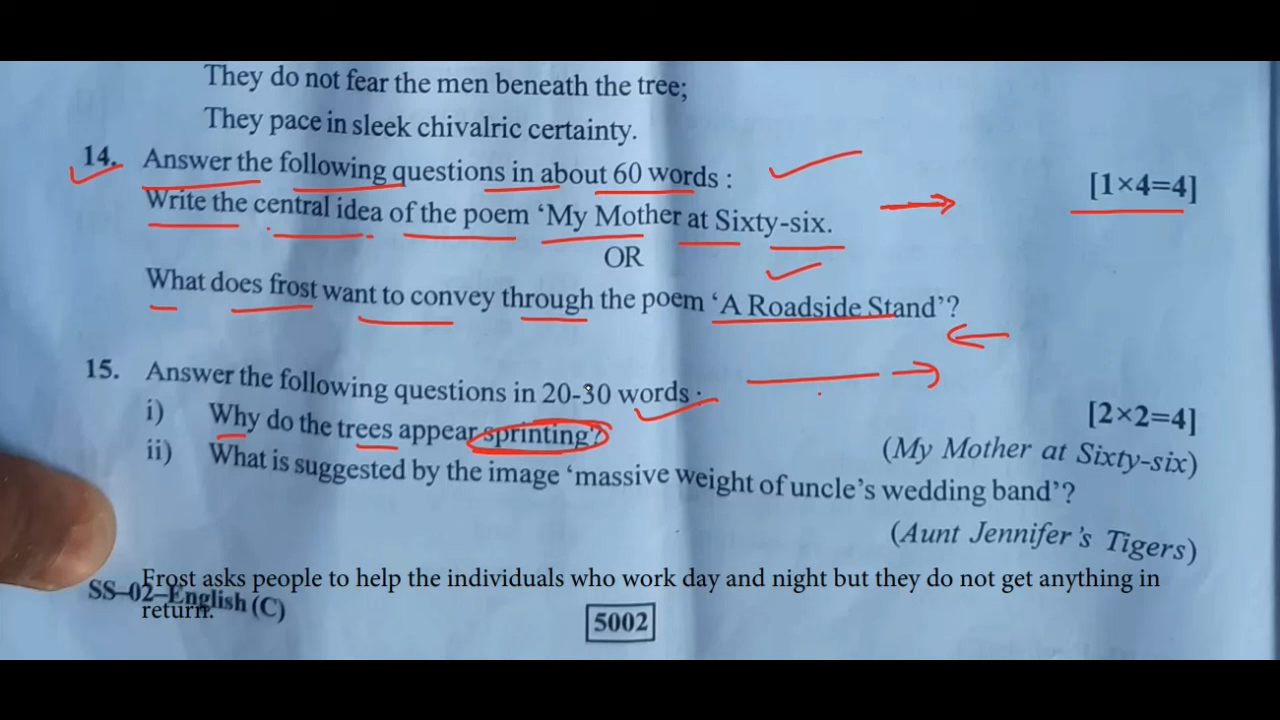 They do not fear the men beneath the tree;
They pace in sleek chivalric certainty.
14. Answer the following questions in about 60 words : [1×4=4]
Write the central idea of the poem ‘My Mother at Sixty-six.
OR
What does frost want to convey through the poem ‘A Roadside Stand’?
15. Answer the following questions in 20-30 words : [2×2=4]
i) Why do the trees appear sprinting?
(My Mother at Sixty-six)
ii) What is suggested by the image ‘massive weight of uncle’s wedding band’?
(Aunt Jennifer’s Tigers)
Frost asks people to help the individuals who work day and night but they do not get anything in
return.
SS–02–English (C)
5002